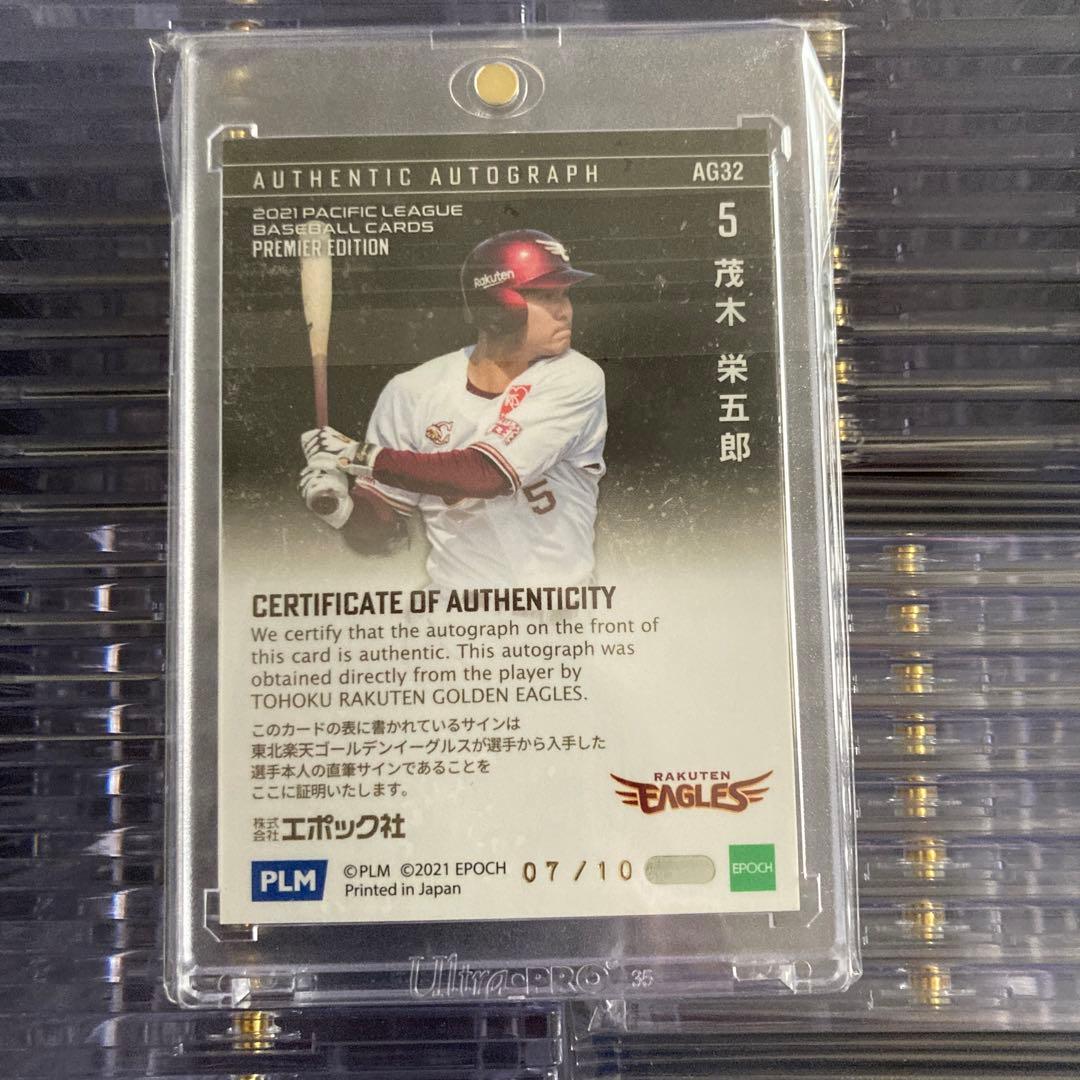 AUTHENTIC AUTOGRAPH AG32
2021 PACIFIC LEAGUE
BASEBALL CARDS
PREMIER EDITION
5 茂木 栄五郎
Rakuten
5
CERTIFICATE OF AUTHENTICITY
We certify that the autograph on the front of
this card is authentic. This autograph was
obtained directly from the player by
TOHOKU RAKUTEN GOLDEN EAGLES.
このカードの表に書かれているサインは
東北楽天ゴールデンイーグルスが選手から入手した
選手本人の直筆サインであることを
ここに証明いたします。
RAKUTEN
EAGLES
株式会社エポック社
PLM
©PLM ©2021 EPOCH
Printed in Japan
07/10
EPOCH
Ultra-PRO® 35